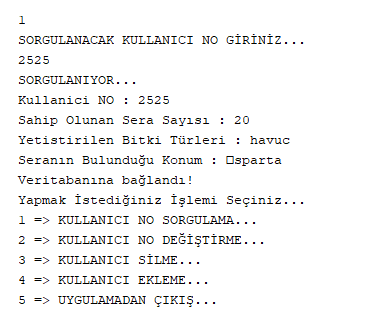 1
SORGULANACAK KULLANICI NO GİRİNİZ...
2525
SORGULANIYOR...
Kullanici NO : 2525
Sahip Olunan Sera Sayısı : 20
Yetistirilen Bitki Türleri : havuc
Seranın Bulunduğu Konum : □sparta
Veritabanına bağlandı!
Yapmak İstediğiniz İşlemi Seçiniz...
1 => KULLANICI NO SORGULAMA...
2 => KULLANICI NO DEĞİŞTİRME...
3 => KULLANICI SİLME...
4 => KULLANICI EKLEME...
5 => UYGULAMADAN ÇIKIŞ...